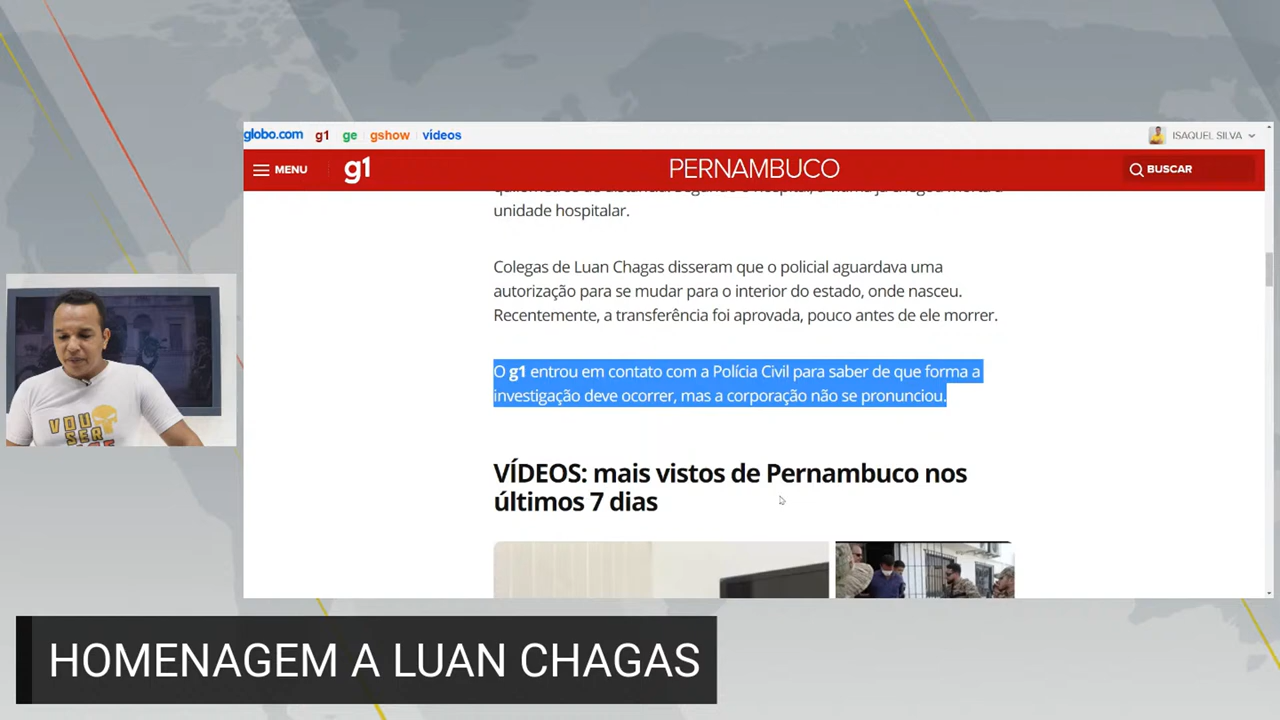 globo.com g1 ge gshow vídeos
ISAQUEL SILVA
MENU g1 PERNAMBUCO BUSCAR
unidade hospitalar.
Colegas de Luan Chagas disseram que o policial aguardava uma
autorização para se mudar para o interior do estado, onde nasceu.
Recentemente, a transferência foi aprovada, pouco antes de ele morrer.
O g1 entrou em contato com a Polícia Civil para saber de que forma a
investigação deve ocorrer, mas a corporação não se pronunciou.
VÍDEOS: mais vistos de Pernambuco nos
últimos 7 dias
VOU
SER
HOMENAGEM A LUAN CHAGAS